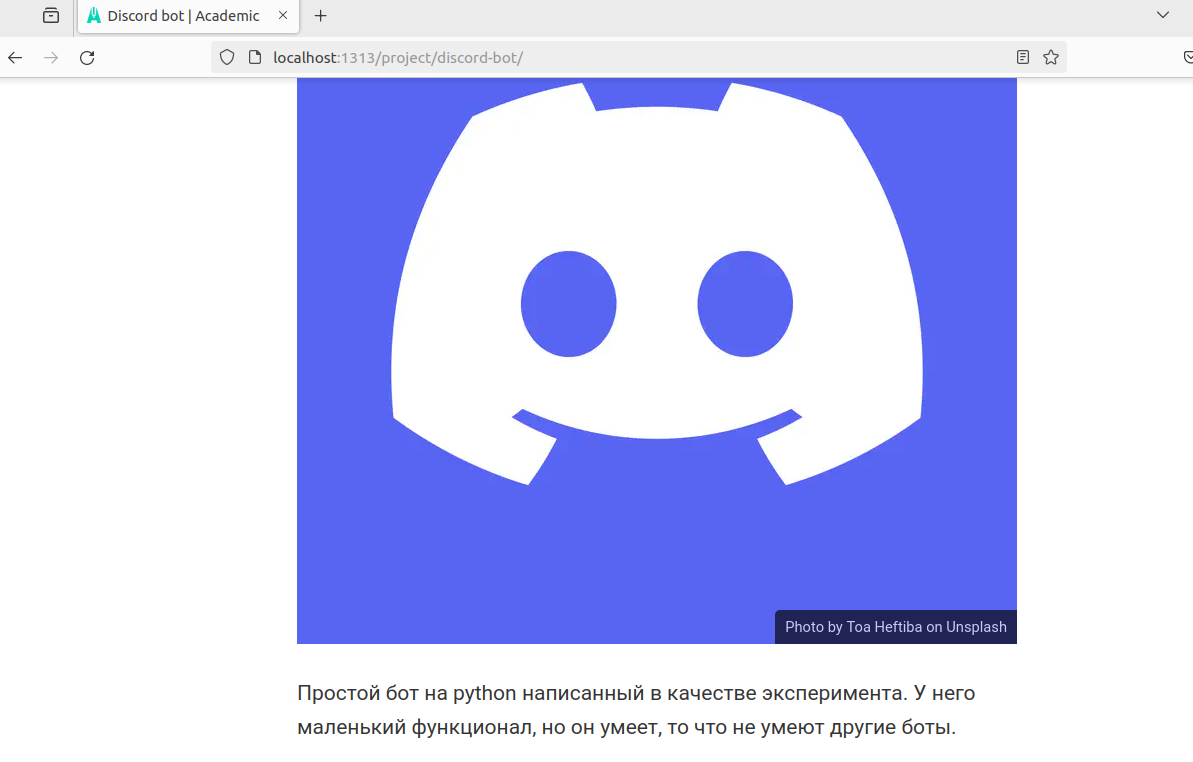 Discord bot | Academic
localhost:1313/project/discord-bot/
Photo by Toa Heftiba on Unsplash
Простой бот на python написанный в качестве эксперимента. У него
маленький функционал, но он умеет, то что не умеют другие боты.